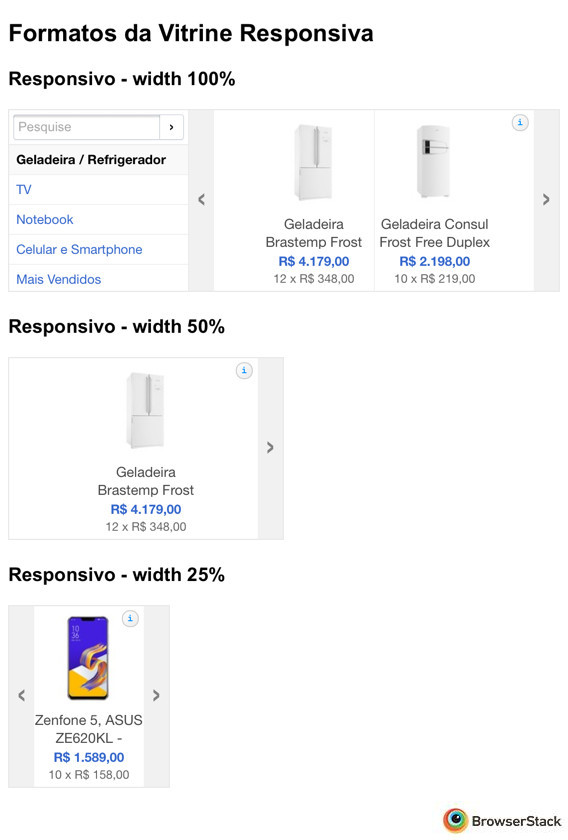 Formatos da Vitrine Responsiva
Responsivo - width 100%
Pesquise ›
Geladeira / Refrigerador
TV
Notebook
Celular e Smartphone
Mais Vendidos
‹
Geladeira
Brastemp Frost
R$ 4.179,00
12 x R$ 348,00
i
Geladeira Consul
Frost Free Duplex
R$ 2.198,00
10 x R$ 219,00
›
Responsivo - width 50%
i
Geladeira
Brastemp Frost
R$ 4.179,00
12 x R$ 348,00
›
Responsivo - width 25%
i
10
36
‹
›
Zenfone 5, ASUS
ZE620KL -
R$ 1.589,00
10 x R$ 158,00
BrowserStack